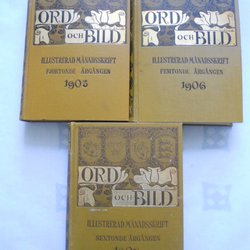 ORD
OCH BILD
ILLUSTRERAD MÅNADSSKRIFT
FJORTONDE ÅRGÅNGEN
1905
ORD
OCH BILD
ILLUSTRERAD MÅNADSSKRIFT
FEMTONDE ÅRGÅNGEN
1906
ORD
OCH BILD
ILLUSTRERAD MÅNADSSKRIFT
SEXTONDE ÅRGÅNGEN